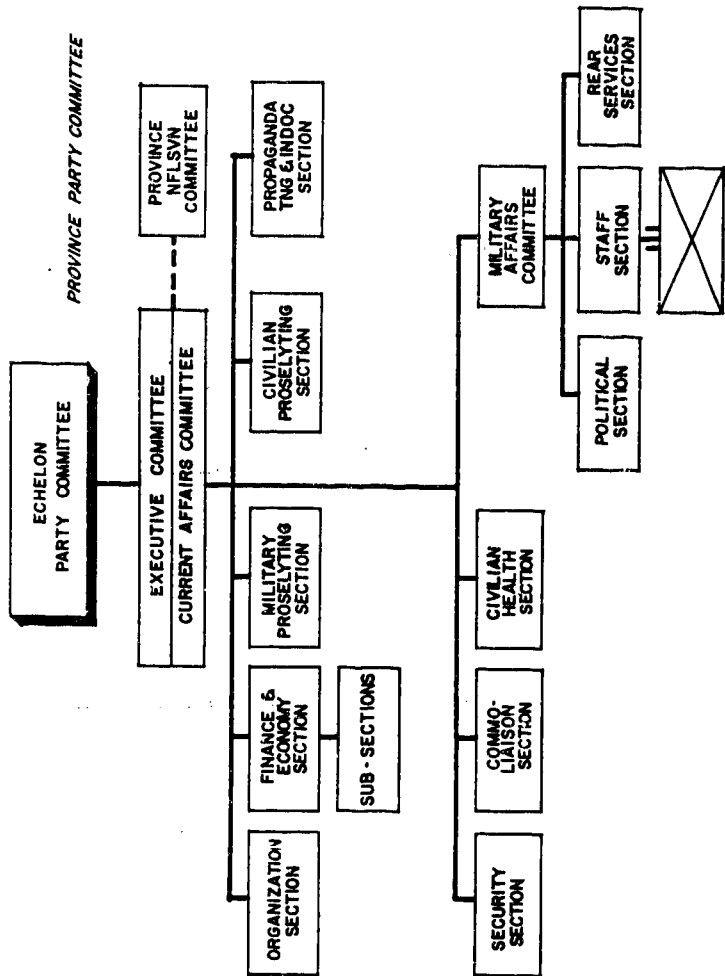 PROVINCE PARTY COMMITTEE
ECHELON
PARTY COMMITTEE
EXECUTIVE COMMITTEE
CURRENT AFFAIRS COMMITTEE
PROVINCE
NFLSVN
COMMITTEE
ORGANIZATION
SECTION
FINANCE &
ECONOMY
SECTION
MILITARY
PROSELYTING
SECTION
CIVILIAN
PROSELYTING
SECTION
PROPAGANDA
TNG & INDOC
SECTION
SUB-SECTIONS
SECURITY
SECTION
COMMO-
LIAISON
SECTION
CIVILIAN
HEALTH
SECTION
MILITARY
AFFAIRS
COMMITTEE
POLITICAL
SECTION
STAFF
SECTION
REAR
SERVICES
SECTION